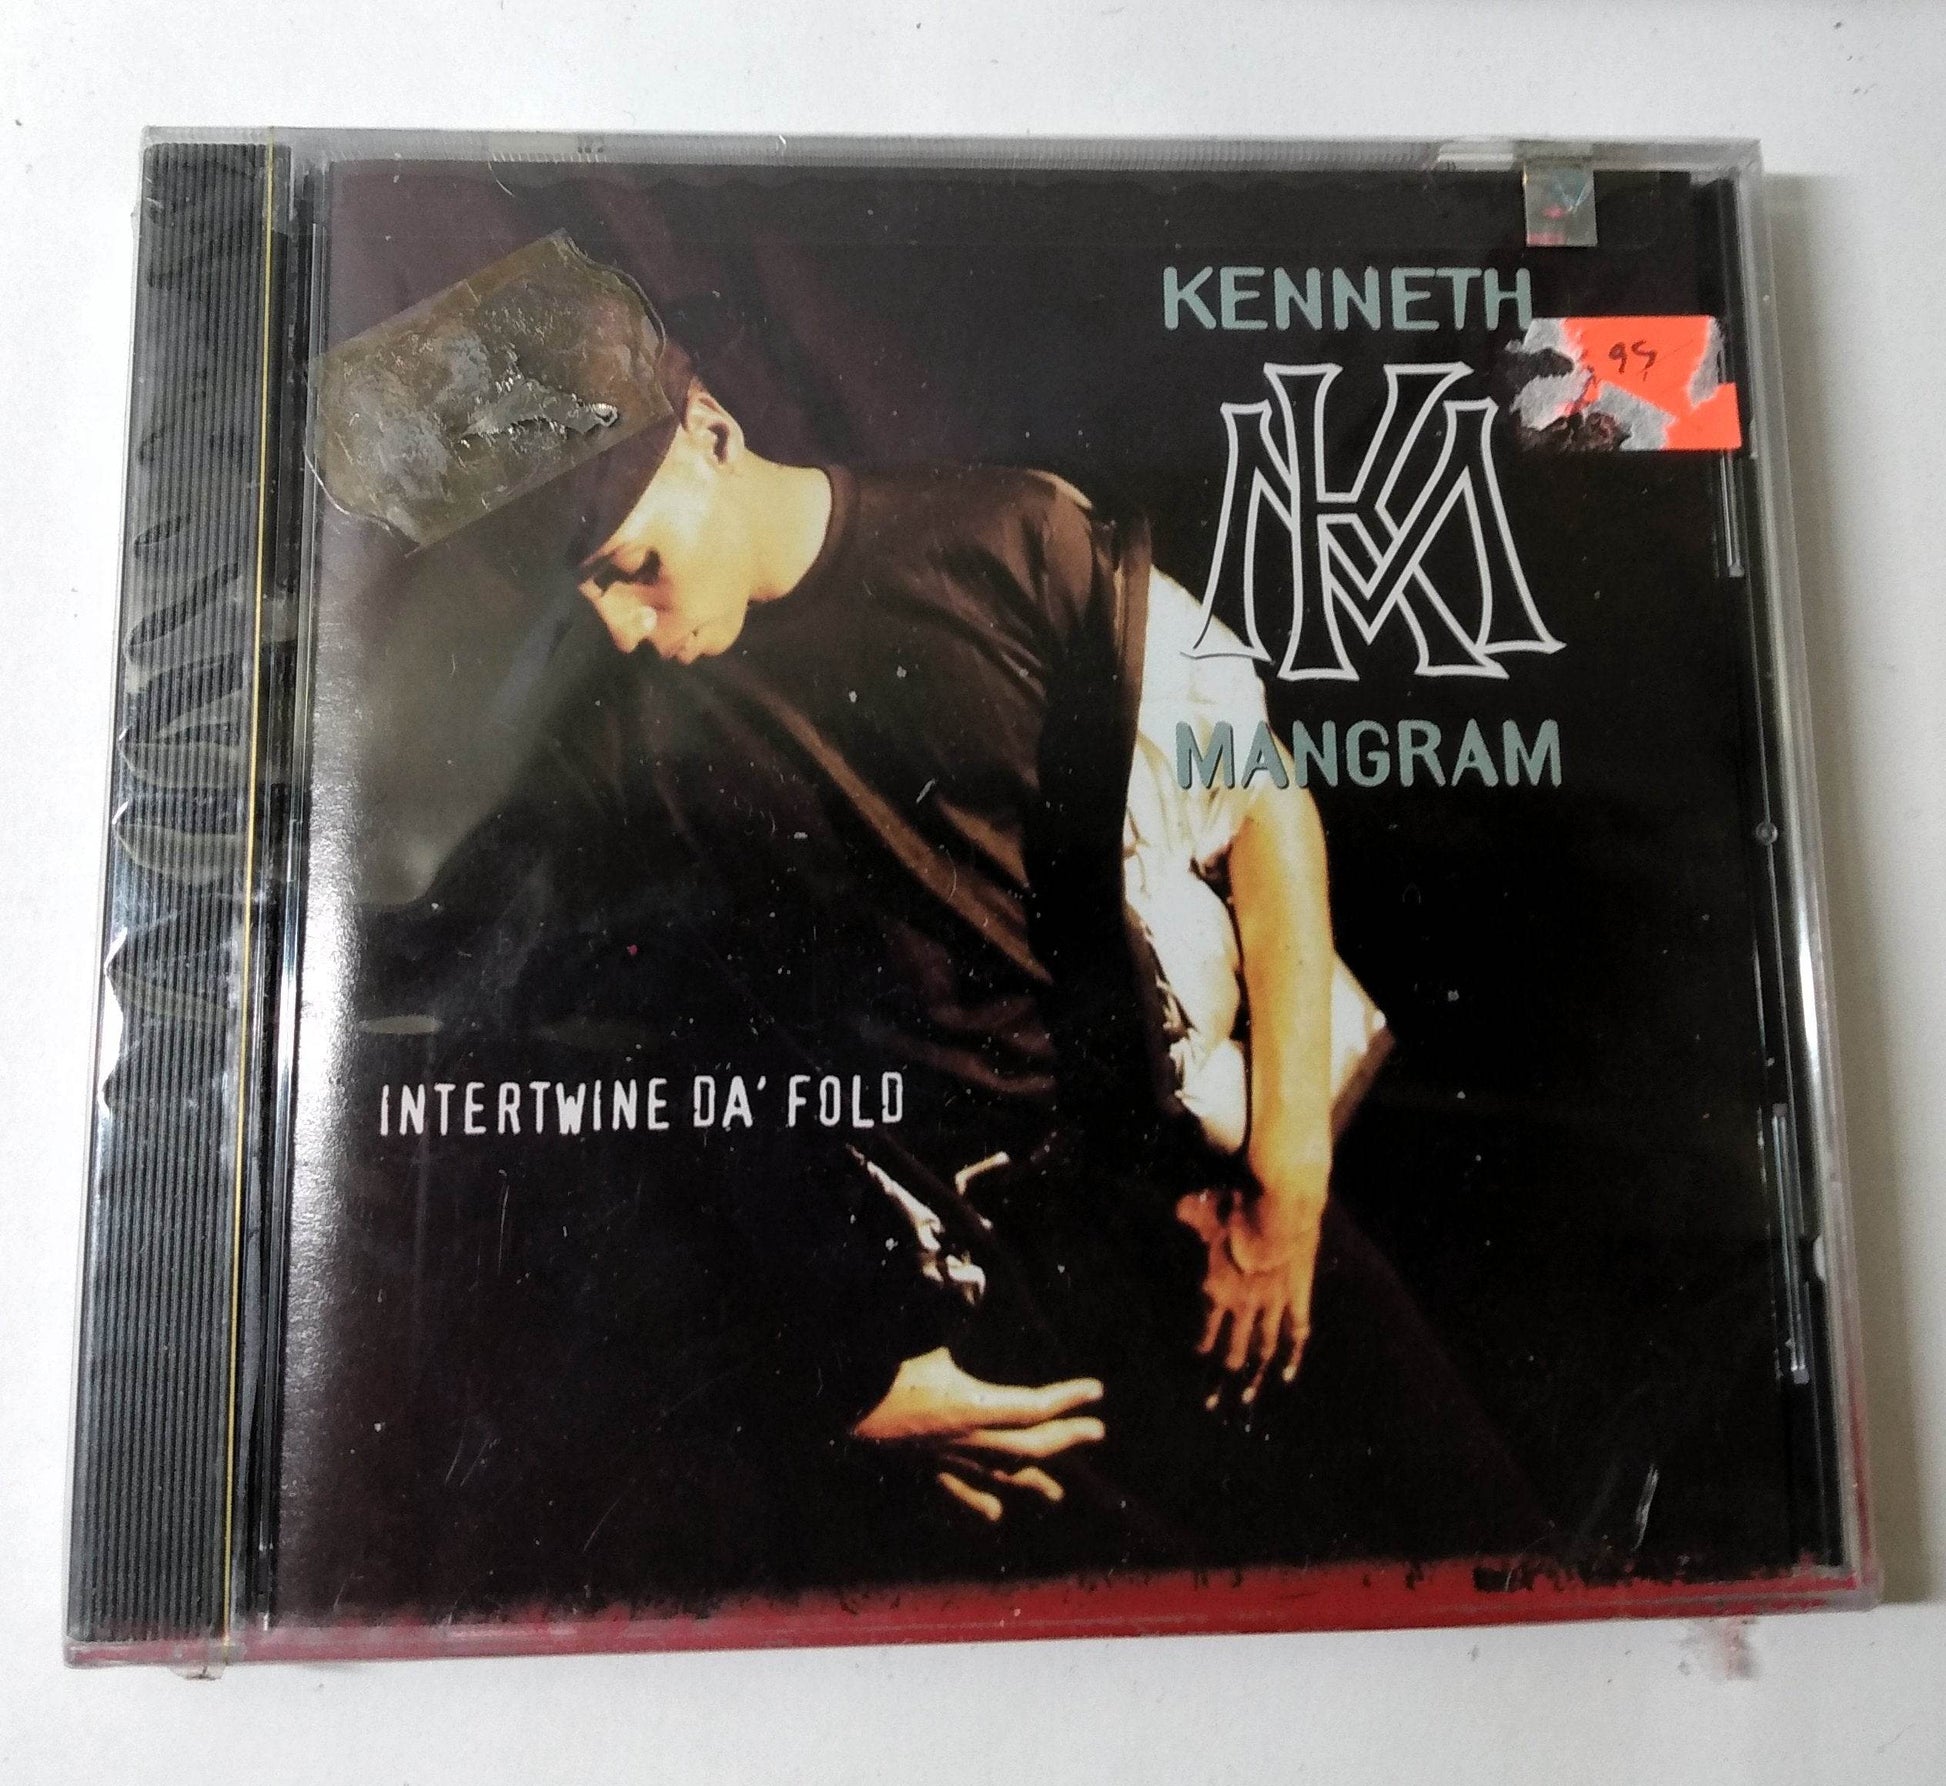 KENNETH
KM
MANGRAM
INTERTWINE DA' FOLD